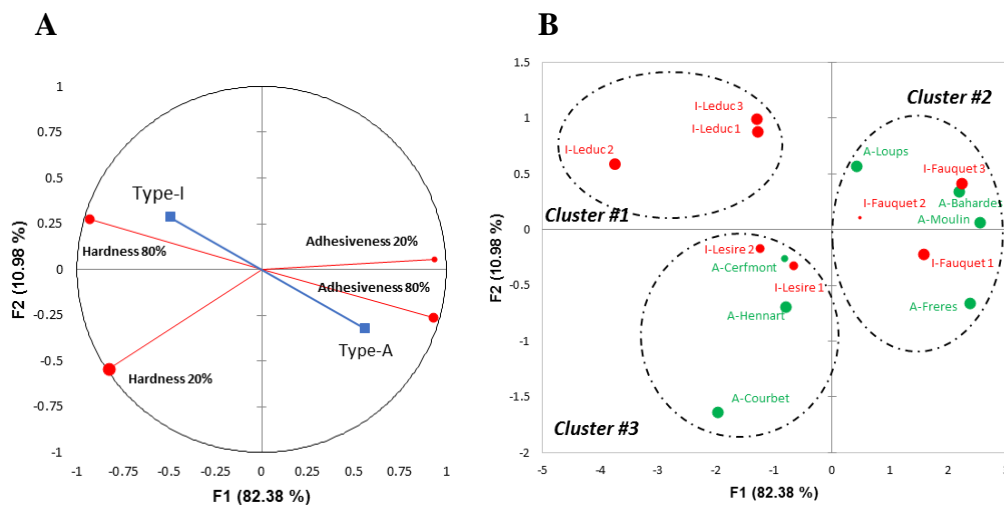 A
B
1
0.75
0.5
0.25
0
-0.25
-0.5
-0.75
-1
F2 (10.98 %)
Type-I
Hardness 80%
Adhesiveness 20%
Adhesiveness 80%
Type-A
Hardness 20%
-1
-0.75
-0.5
-0.25
0
0.25
0.5
0.75
1
F1 (82.38 %)
1.5
1
0.5
0
-0.5
-1
-1.5
-2
F2 (10.98 %)
Cluster #2
I-Leduc 3
I-Leduc 1
I-Leduc 2
A-Loups
I-Fauquet 3
A-Bahardes
I-Fauquet 2
A-Moulin
Cluster #1
I-Lesire 2
A-Cerfmont
I-Fauquet 1
I-Lesire 1
A-Hennart
A-Freres
A-Courbet
Cluster #3
-5
-4
-3
-2
-1
0
1
2
3
F1 (82.38 %)